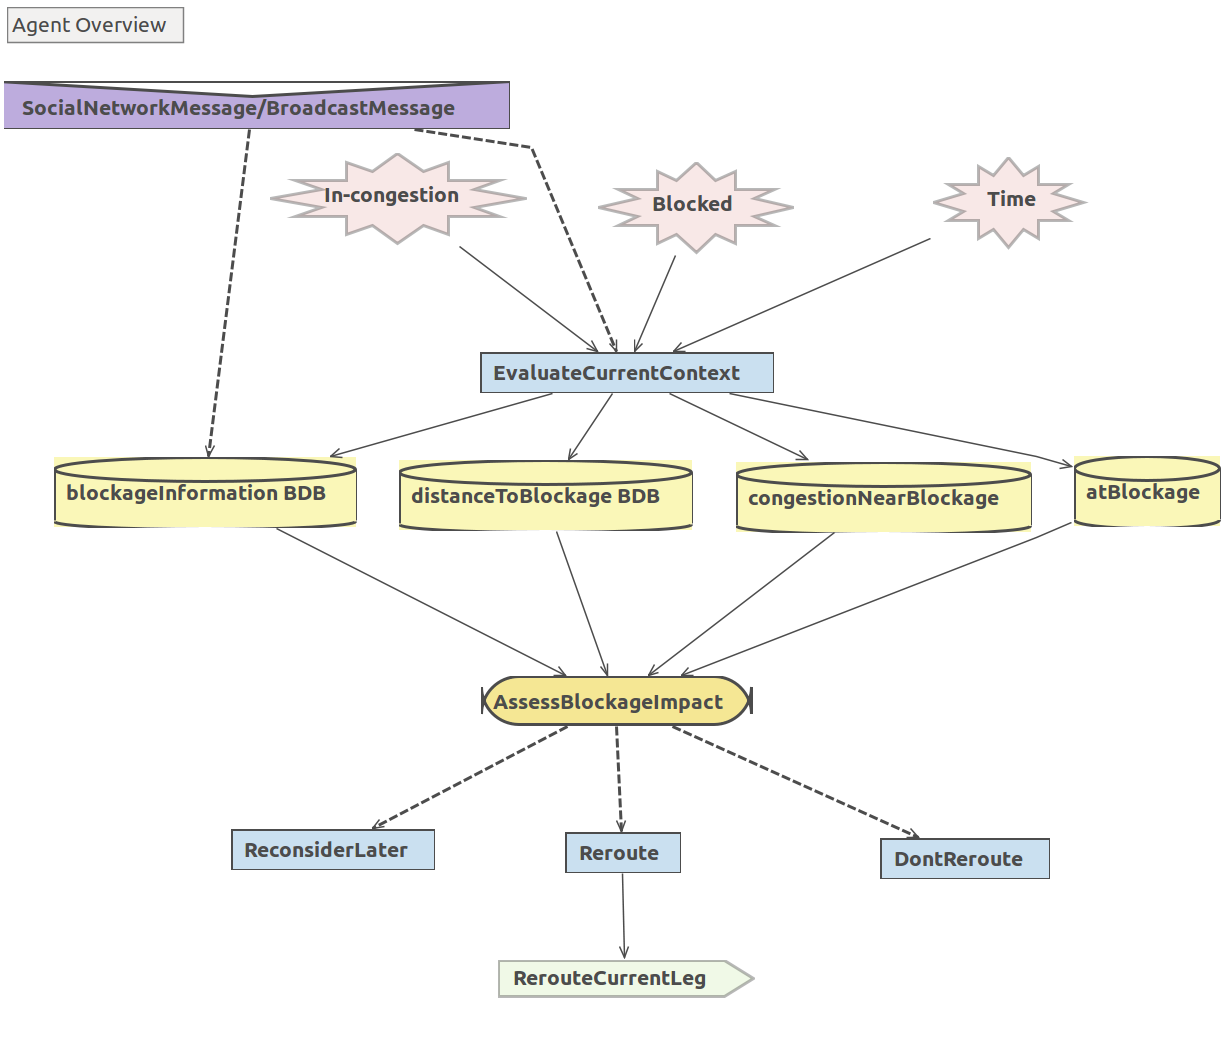 Agent Overview
SocialNetworkMessage/BroadcastMessage
In-congestion
Blocked
Time
EvaluateCurrentContext
blockageInformation BDB
distanceToBlockage BDB
congestionNearBlockage
atBlockage
AssessBlockageImpact
ReconsiderLater
Reroute
DontReroute
RerouteCurrentLeg